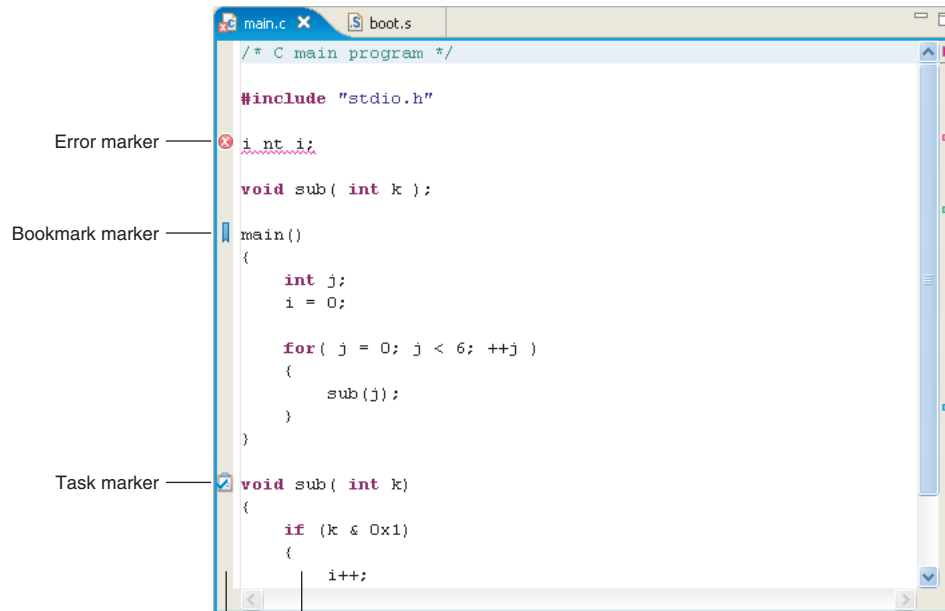 main.c boot.s
/* C main program */
#include "stdio.h"
Error marker i nt i;
void sub( int k );
Bookmark marker main()
{
int j;
i = 0;
for( j = 0; j < 6; ++j )
{
sub(j);
}
}
Task marker void sub( int k)
{
if (k & 0x1)
{
i++;